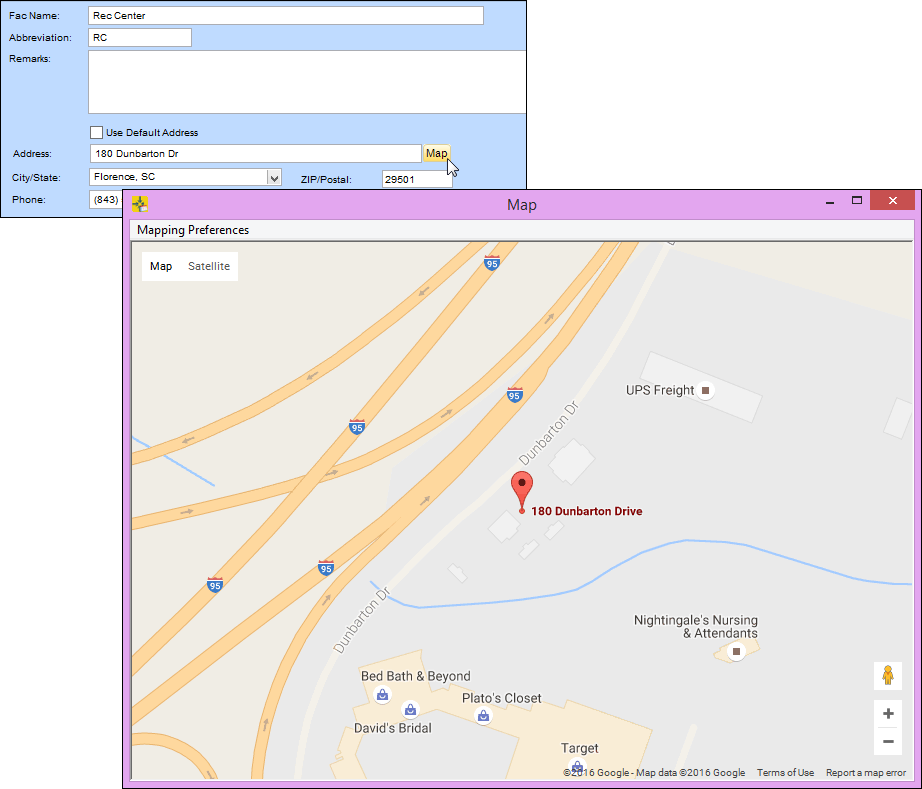 Fac Name: Rec Center
Abbreviation: RC
Remarks:
Use Default Address
Address: 180 Dunbarton Dr Map
City/State: Florence, SC ZIP/Postal: 29501
Phone: (843)
Map
Mapping Preferences
Map Satellite
95
95
UPS Freight
95
Dunbarton Dr
180 Dunbarton Drive
95
95
Dunbarton Dr
Nightingale's Nursing
& Attendants
Bed Bath & Beyond
Plato's Closet
David's Bridal
Target
©2016 Google - Map data ©2016 Google Terms of Use Report a map error